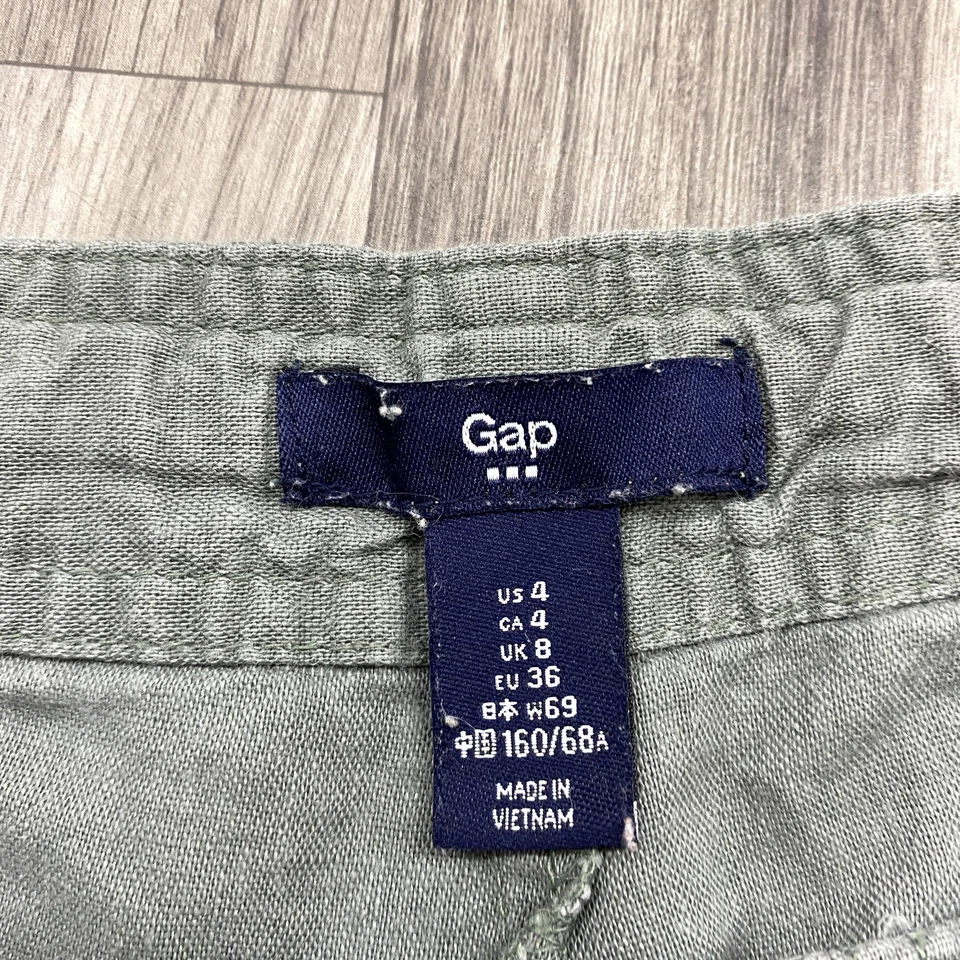 Gap
US 4
CA 4
UK 8
EU 36
日本 W69
中国 160/68A
MADE IN
VIETNAM